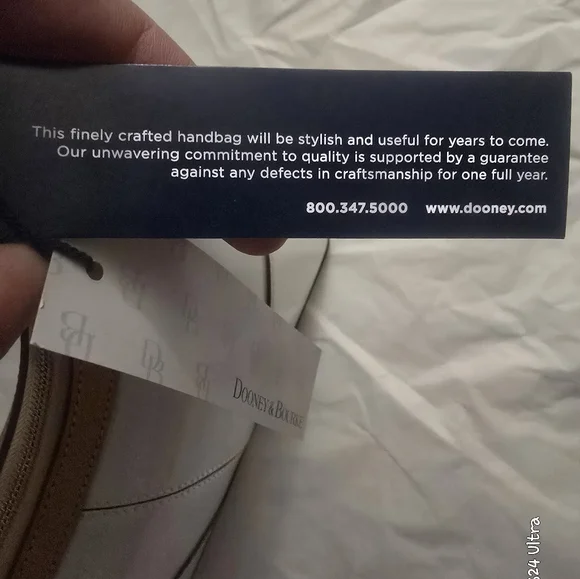 This finely crafted handbag will be stylish and useful for years to come.
Our unwavering commitment to quality is supported by a guarantee
against any defects in craftsmanship for one full year.
800.347.5000 www.dooney.com
DOONEY & BOURKE
S24 Ultra